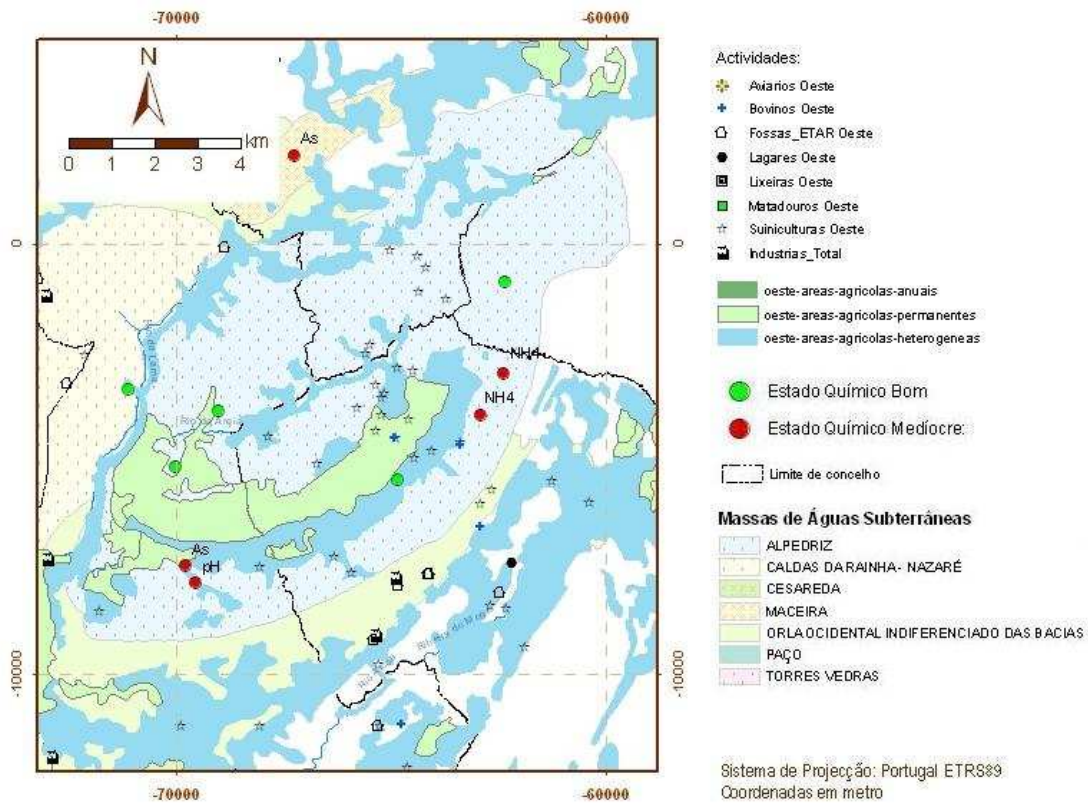 -70000
-60000
N
km
0 1 2 3 4
As
0
0
NH4
NH4
As
pH
-10000
-10000
-70000
-60000
Actividades:
Aviarios Oeste
Bovinos Oeste
Fossas_ETAR Oeste
Lagares Oeste
Lixeiras Oeste
Matadouros Oeste
Suiniculturas Oeste
Industrias_Total
oeste-areas-agricolas-anuais
oeste-areas-agricolas-permanentes
oeste-areas-agricolas-heterogeneas
Estado Químico Bom
Estado Químico Medíocre:
Limite de concelho
Massas de Águas Subterrâneas
ALPEDRIZ
CALDAS DA RAINHA- NAZARÉ
CESAREDA
MACEIRA
ORLA OCIDENTAL INDIFERENCIADO DAS BACIAS
PAÇO
TORRES VEDRAS
Sistema de Projecção: Portugal ETRS89
Coordenadas em metro